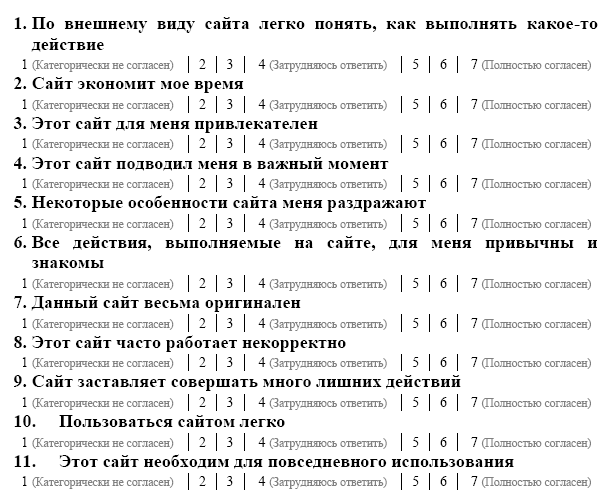 1. По внешнему виду сайта легко понять, как выполнять какое-то
действие
1 (Категорически не согласен) | 2 | 3 | 4 (Затрудняюсь ответить) | 5 | 6 | 7 (Полностью согласен)
2. Сайт экономит мое время
1 (Категорически не согласен) | 2 | 3 | 4 (Затрудняюсь ответить) | 5 | 6 | 7 (Полностью согласен)
3. Этот сайт для меня привлекателен
1 (Категорически не согласен) | 2 | 3 | 4 (Затрудняюсь ответить) | 5 | 6 | 7 (Полностью согласен)
4. Этот сайт подводил меня в важный момент
1 (Категорически не согласен) | 2 | 3 | 4 (Затрудняюсь ответить) | 5 | 6 | 7 (Полностью согласен)
5. Некоторые особенности сайта меня раздражают
1 (Категорически не согласен) | 2 | 3 | 4 (Затрудняюсь ответить) | 5 | 6 | 7 (Полностью согласен)
6. Все действия, выполняемые на сайте, для меня привычны и
знакомы
1 (Категорически не согласен) | 2 | 3 | 4 (Затрудняюсь ответить) | 5 | 6 | 7 (Полностью согласен)
7. Данный сайт весьма оригинален
1 (Категорически не согласен) | 2 | 3 | 4 (Затрудняюсь ответить) | 5 | 6 | 7 (Полностью согласен)
8. Этот сайт часто работает некорректно
1 (Категорически не согласен) | 2 | 3 | 4 (Затрудняюсь ответить) | 5 | 6 | 7 (Полностью согласен)
9. Сайт заставляет совершать много лишних действий
1 (Категорически не согласен) | 2 | 3 | 4 (Затрудняюсь ответить) | 5 | 6 | 7 (Полностью согласен)
10. Пользоваться сайтом легко
1 (Категорически не согласен) | 2 | 3 | 4 (Затрудняюсь ответить) | 5 | 6 | 7 (Полностью согласен)
11. Этот сайт необходим для повседневного использования
1 (Категорически не согласен) | 2 | 3 | 4 (Затрудняюсь ответить) | 5 | 6 | 7 (Полностью согласен)